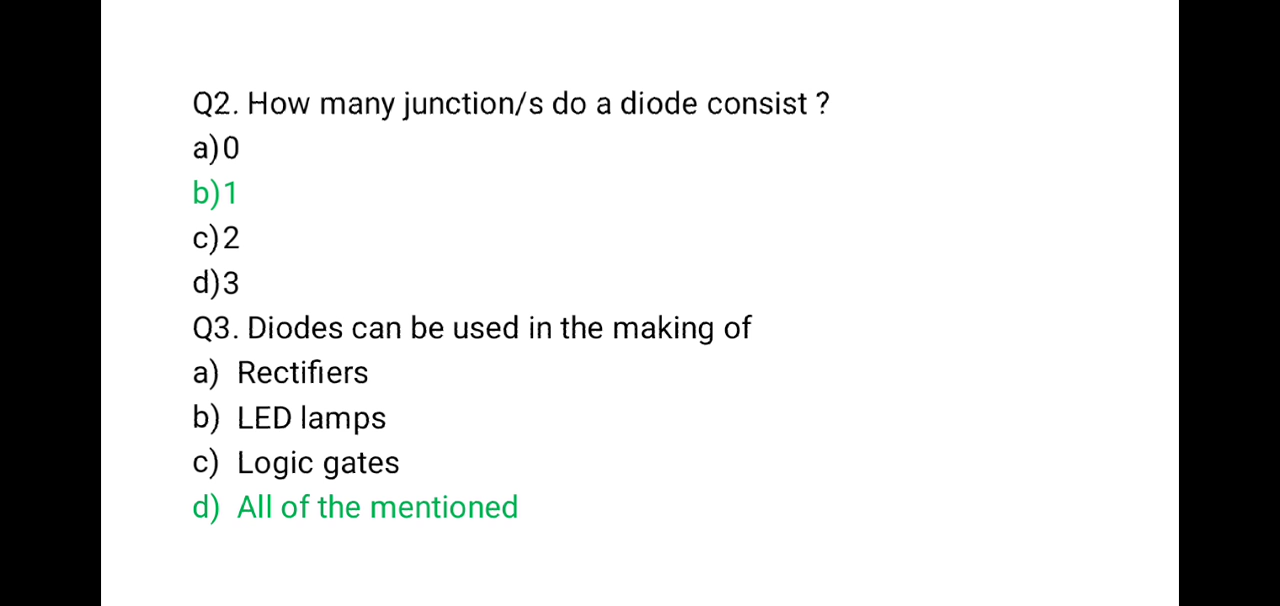 Q2. How many junction/s do a diode consist ?
a)0
b)1
c)2
d)3
Q3. Diodes can be used in the making of
a) Rectifiers
b) LED lamps
c) Logic gates
d) All of the mentioned